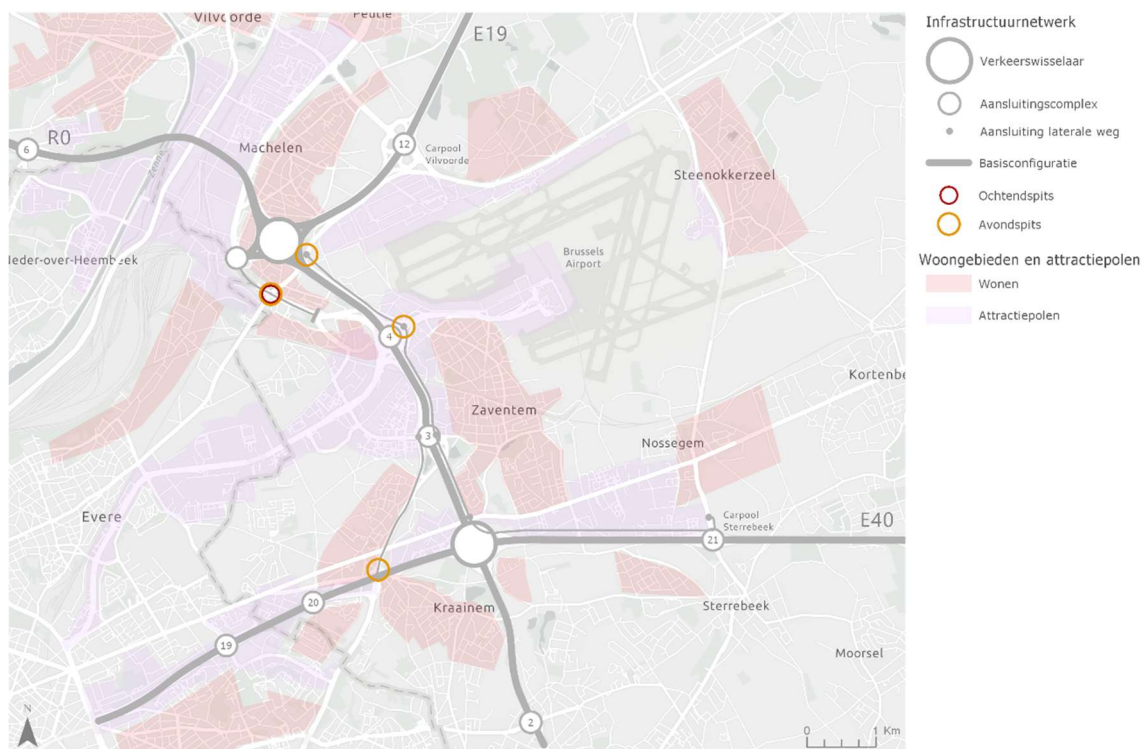 Vilvoorde
Peutie
E19
R0
6
Zenne
Machelen
12
Carpool
Vilvoorde
Steenokkerzeel
Neder-over-Heembeek
Brussels
Airport
4
Kortenbe
Zaventem
3
Nossegem
Evere
Carpool
Sterrebeek
E40
21
20
Kraainem
Sterrebeek
19
Moorsel
2
N
0
1 Km
Infrastructuurnetwerk
Verkeerswisselaar
Aansluitingscomplex
Aansluiting laterale weg
Basisconfiguratie
Ochtendspits
Avondspits
Woongebieden en attractiepolen
Wonen
Attractiepolen